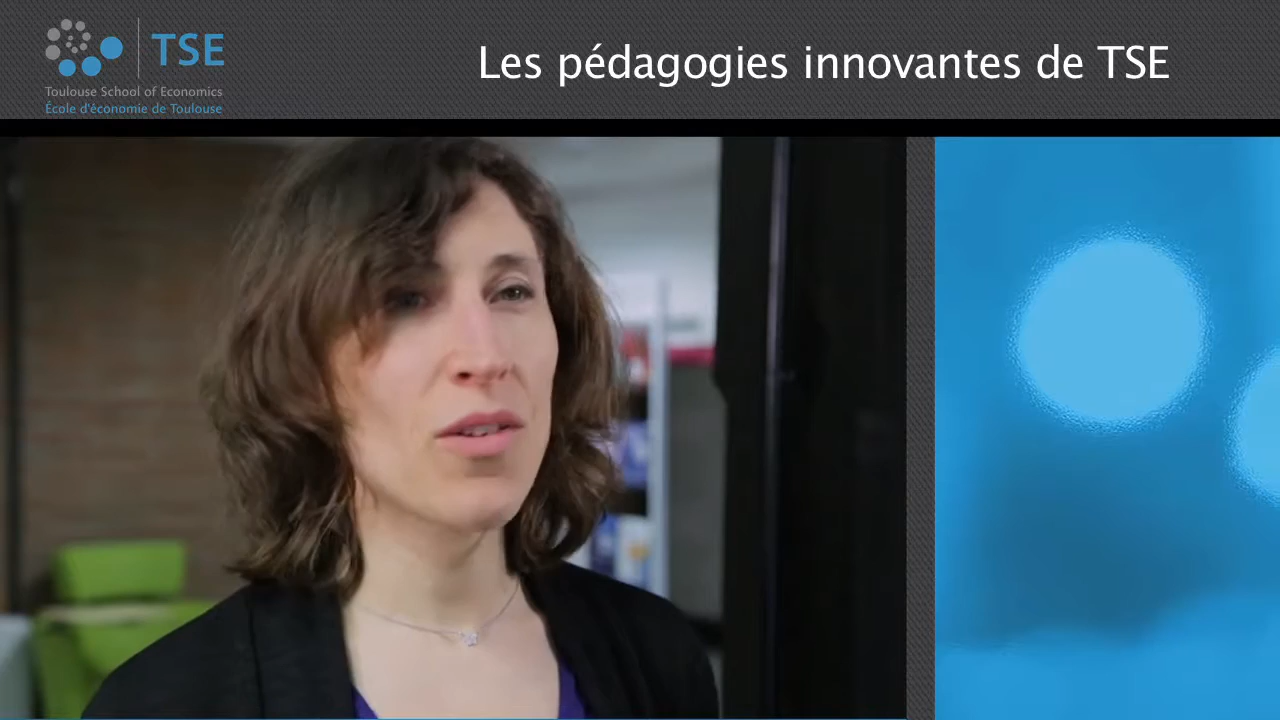 TSE
Toulouse School of Economics
École d'économie de Toulouse
Les pédagogies innovantes de TSE